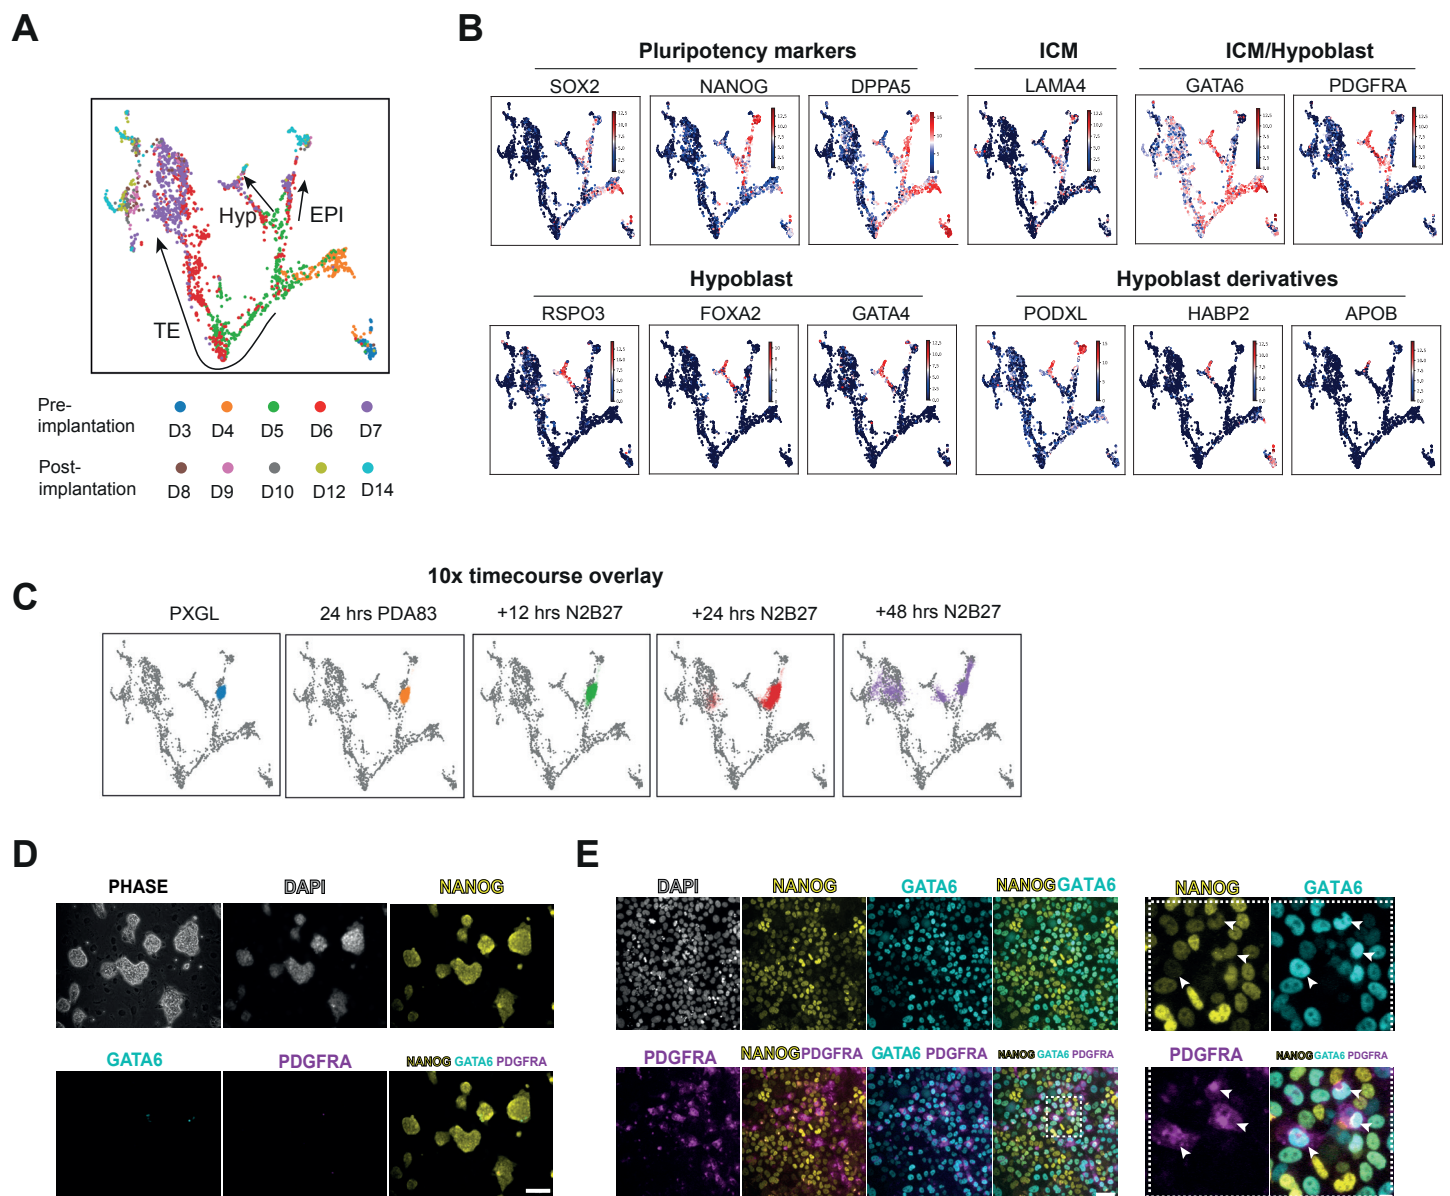 A
Hyp
EPI
TE
Pre-
implantation
D3 D4 D5 D6 D7
Post-
implantation
D8 D9 D10 D12 D14
B
Pluripotency markers
ICM
ICM/Hypoblast
SOX2 NANOG DPPA5 LAMA4 GATA6 PDGFRA
Hypoblast
Hypoblast derivatives
RSPO3 FOXA2 GATA4 PODXL HABP2 APOB
C
10x timecourse overlay
PXGL 24 hrs PDA83 +12 hrs N2B27 +24 hrs N2B27 +48 hrs N2B27
D
PHASE DAPI NANOG
GATA6 PDGFRA NANOG GATA6 PDGFRA
E
DAPI NANOG GATA6 NANOG GATA6
NANOG GATA6
PDGFRA NANOG PDGFRA GATA6 PDGFRA NANOG GATA6 PDGFRA
PDGFRA NANOG GATA6 PDGFRA